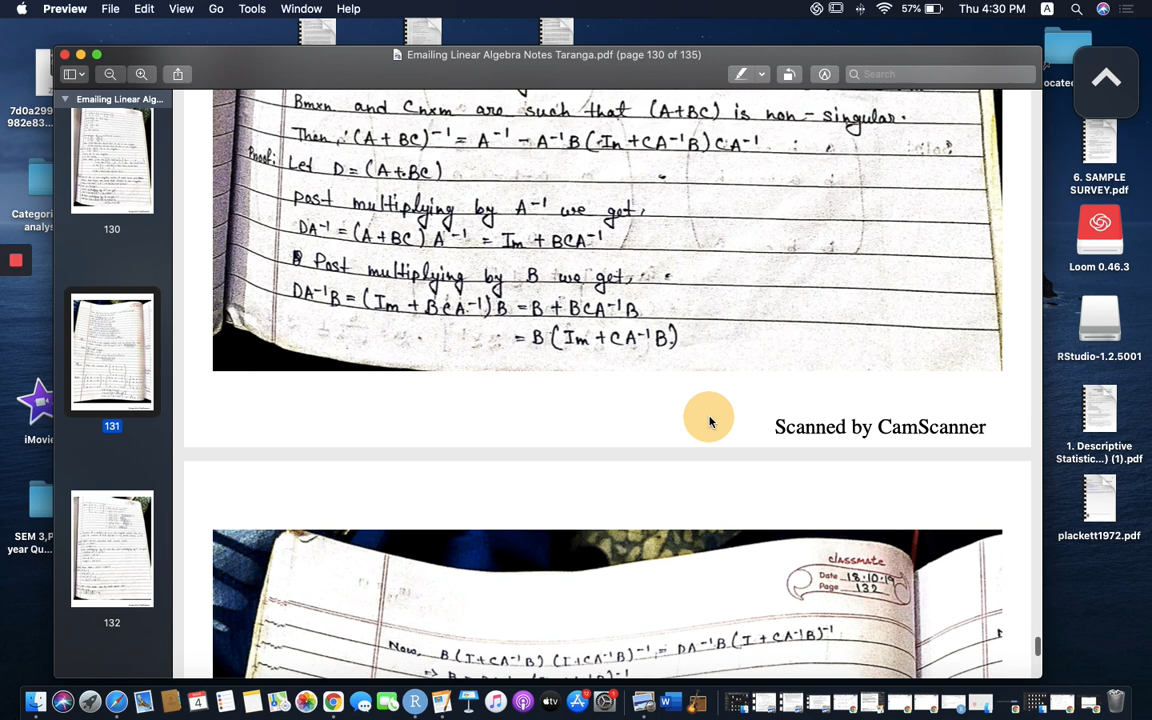 Preview File Edit View Go Tools Window Help
57% Thu 4:30 PM A
Emailing Linear Algebra Notes Taranga.pdf (page 130 of 135)
Search
Emailing Linear Alg...
130
131
132
7d0a299
982e83...
Categori
analys
iMovie
SEM 3,P
year Qu...
ocate
6. SAMPLE
SURVEY.pdf
Loom 0.46.3
RStudio-1.2.5001
1. Descriptive
Statistic...) (1).pdf
plackett1972.pdf
Bmxn and Cnxm are such that (A+BC) is non-singular.
Then, (A + BC)⁻¹ = A⁻¹ - A⁻¹B(In + CA⁻¹B)CA⁻¹
Proof: Let D = (A+BC)
Post multiplying by A⁻¹ we get,
DA⁻¹ = (A+BC) A⁻¹ = Im + BCA⁻¹
Post multiplying by B we get,
DA⁻¹B = (Im + BCA⁻¹)B = B + BCA⁻¹B
= B(Im + CA⁻¹B)
Scanned by CamScanner
classmate
Date 18.10.19
Page 132
Now, B(I+CA⁻¹B)(I+CA⁻¹B)⁻¹ = DA⁻¹B(I+CA⁻¹B)⁻¹